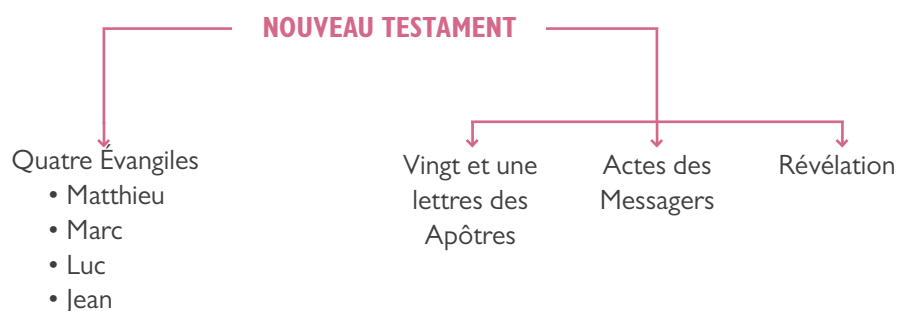 NOUVEAU TESTAMENT
Quatre Évangiles
• Matthieu
• Marc
• Luc
• Jean
Vingt et une
lettres des
Apôtres
Actes des
Messagers
Révélation